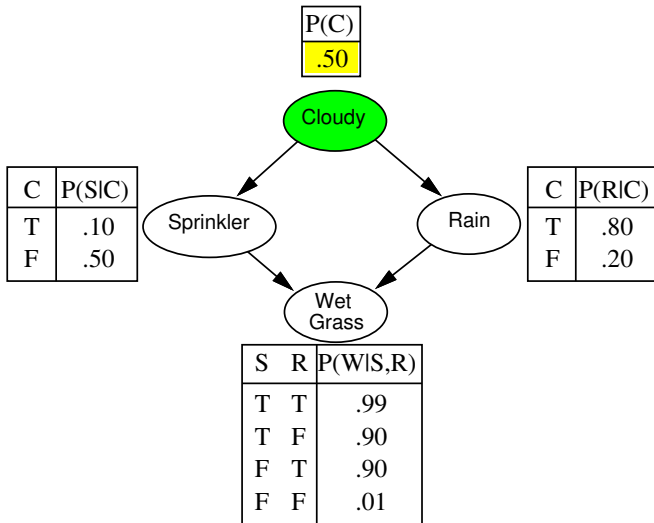 P(C)
.50
Cloudy
C P(S|C)
T .10
F .50
Sprinkler
Rain
C P(R|C)
T .80
F .20
Wet
Grass
S R P(W|S,R)
T T .99
T F .90
F T .90
F F .01